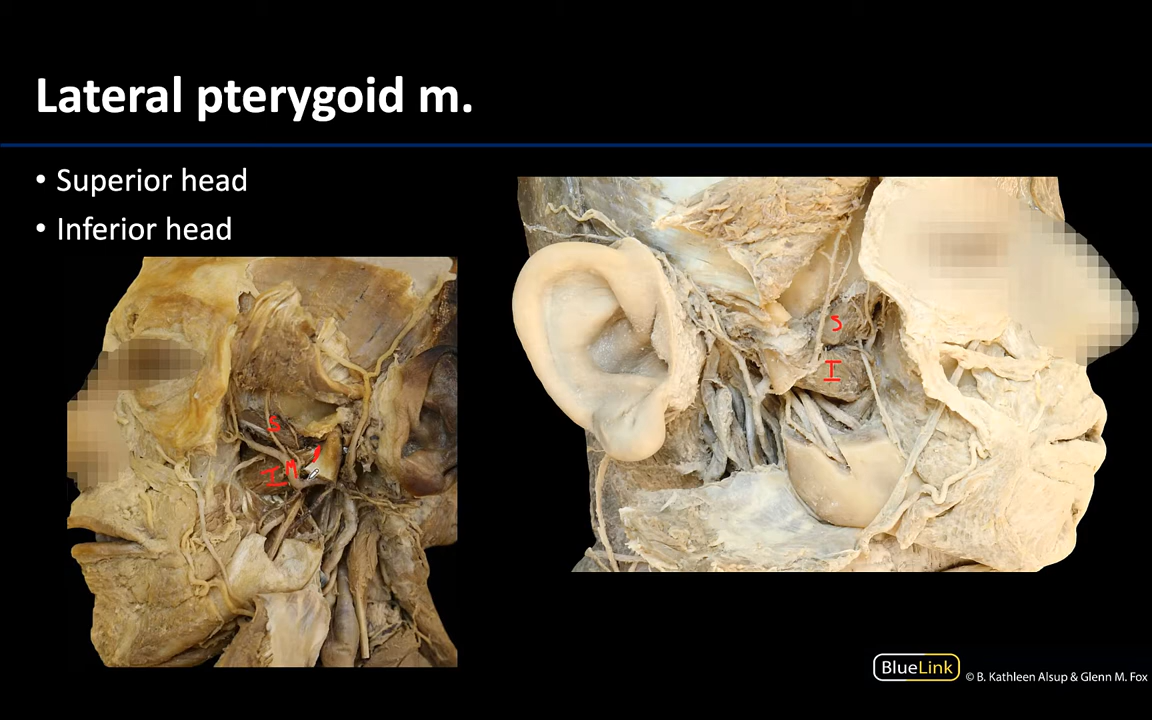 Lateral pterygoid m.
• Superior head
• Inferior head
S
I M
S
I
BlueLink © B. Kathleen Alsup & Glenn M. Fox